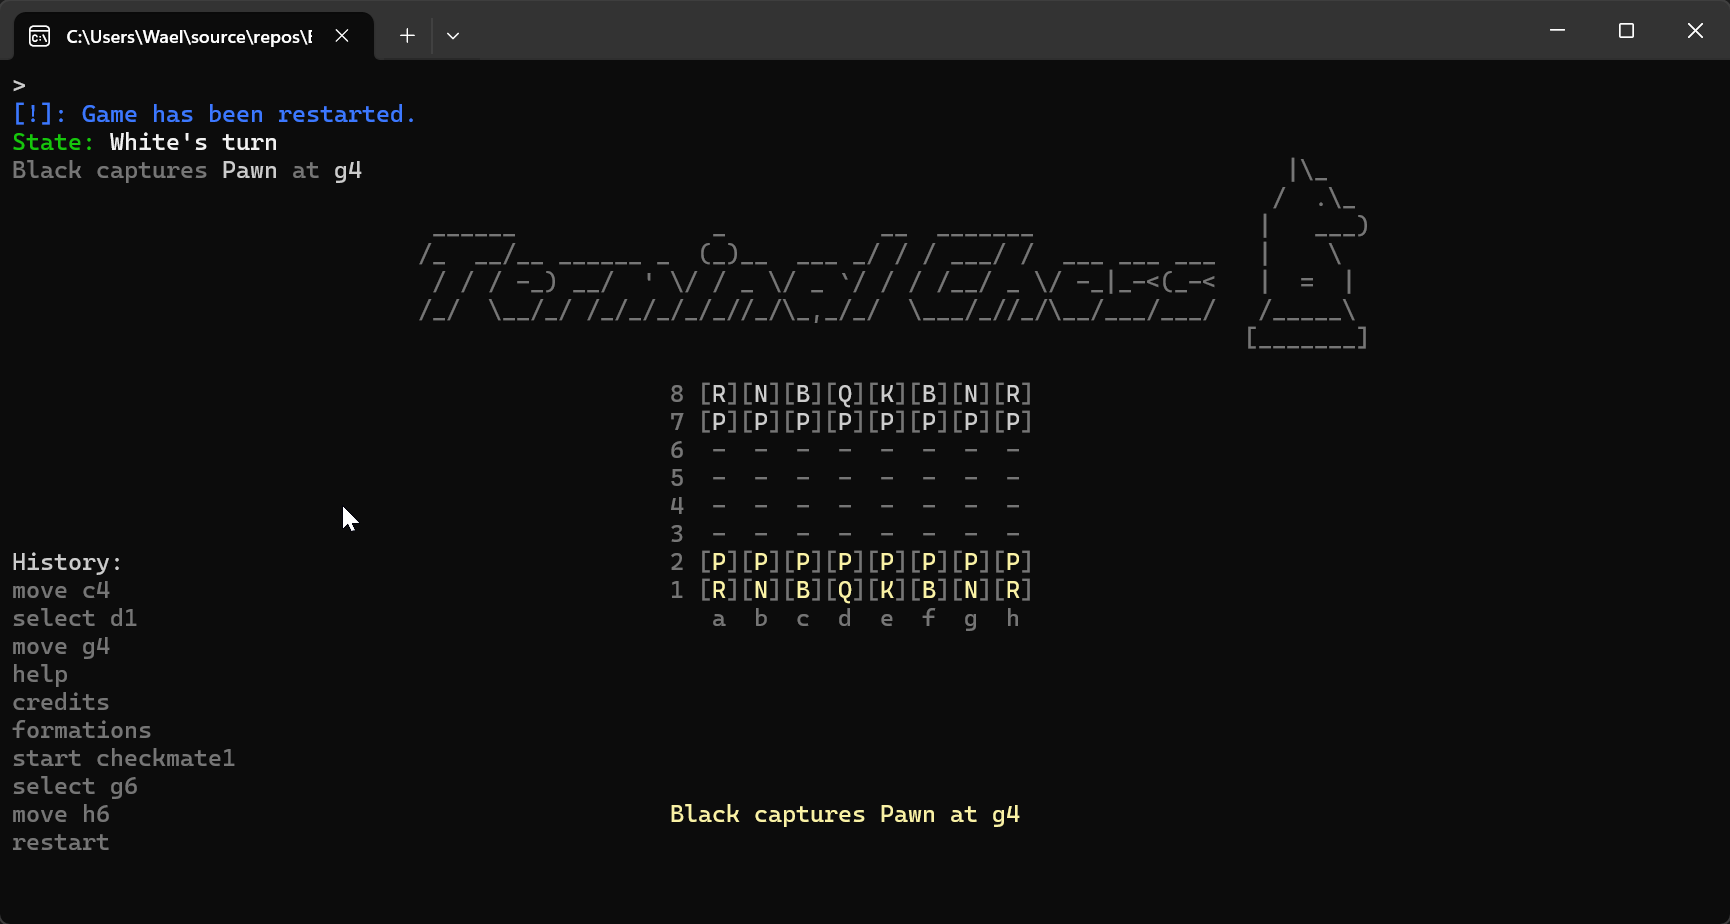 C:\Users\Wael\source\repos\E
>
[!]: Game has been restarted.
State: White's turn
Black captures Pawn at g4
Terminal Chess
8 [R][N][B][Q][K][B][N][R]
7 [P][P][P][P][P][P][P][P]
6 - - - - - - - -
5 - - - - - - - -
4 - - - - - - - -
3 - - - - - - - -
2 [P][P][P][P][P][P][P][P]
1 [R][N][B][Q][K][B][N][R]
a b c d e f g h
History:
move c4
select d1
move g4
help
credits
formations
start checkmate1
select g6
move h6
restart
Black captures Pawn at g4